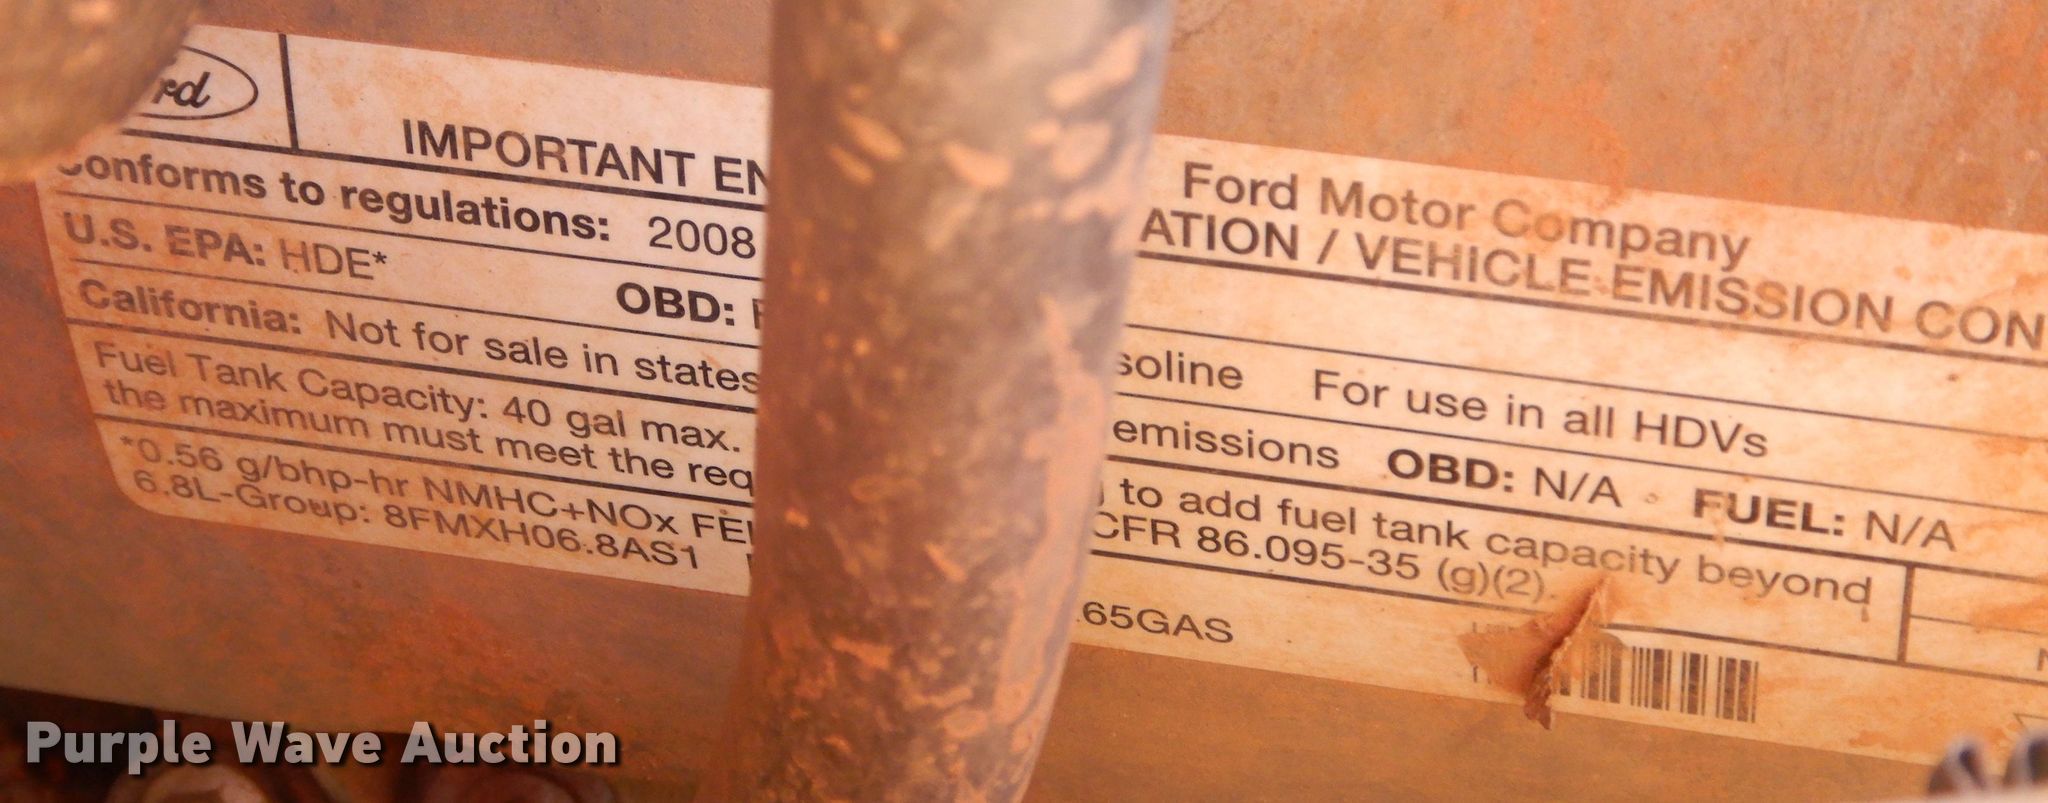 Ford Motor Company
IMPORTANT EN ATION / VEHICLE EMISSION CON
Conforms to regulations: 2008
U.S. EPA: HDE* OBD: soline For use in all HDVs
California: Not for sale in states emissions OBD: N/A FUEL: N/A
Fuel Tank Capacity: 40 gal max. to add fuel tank capacity beyond
the maximum must meet the req CFR 86.095-35 (g)(2).
*0.56 g/bhp-hr NMHC+NOx FE
6.8L-Group: 8FMXH06.8AS1 65GAS
Purple Wave Auction